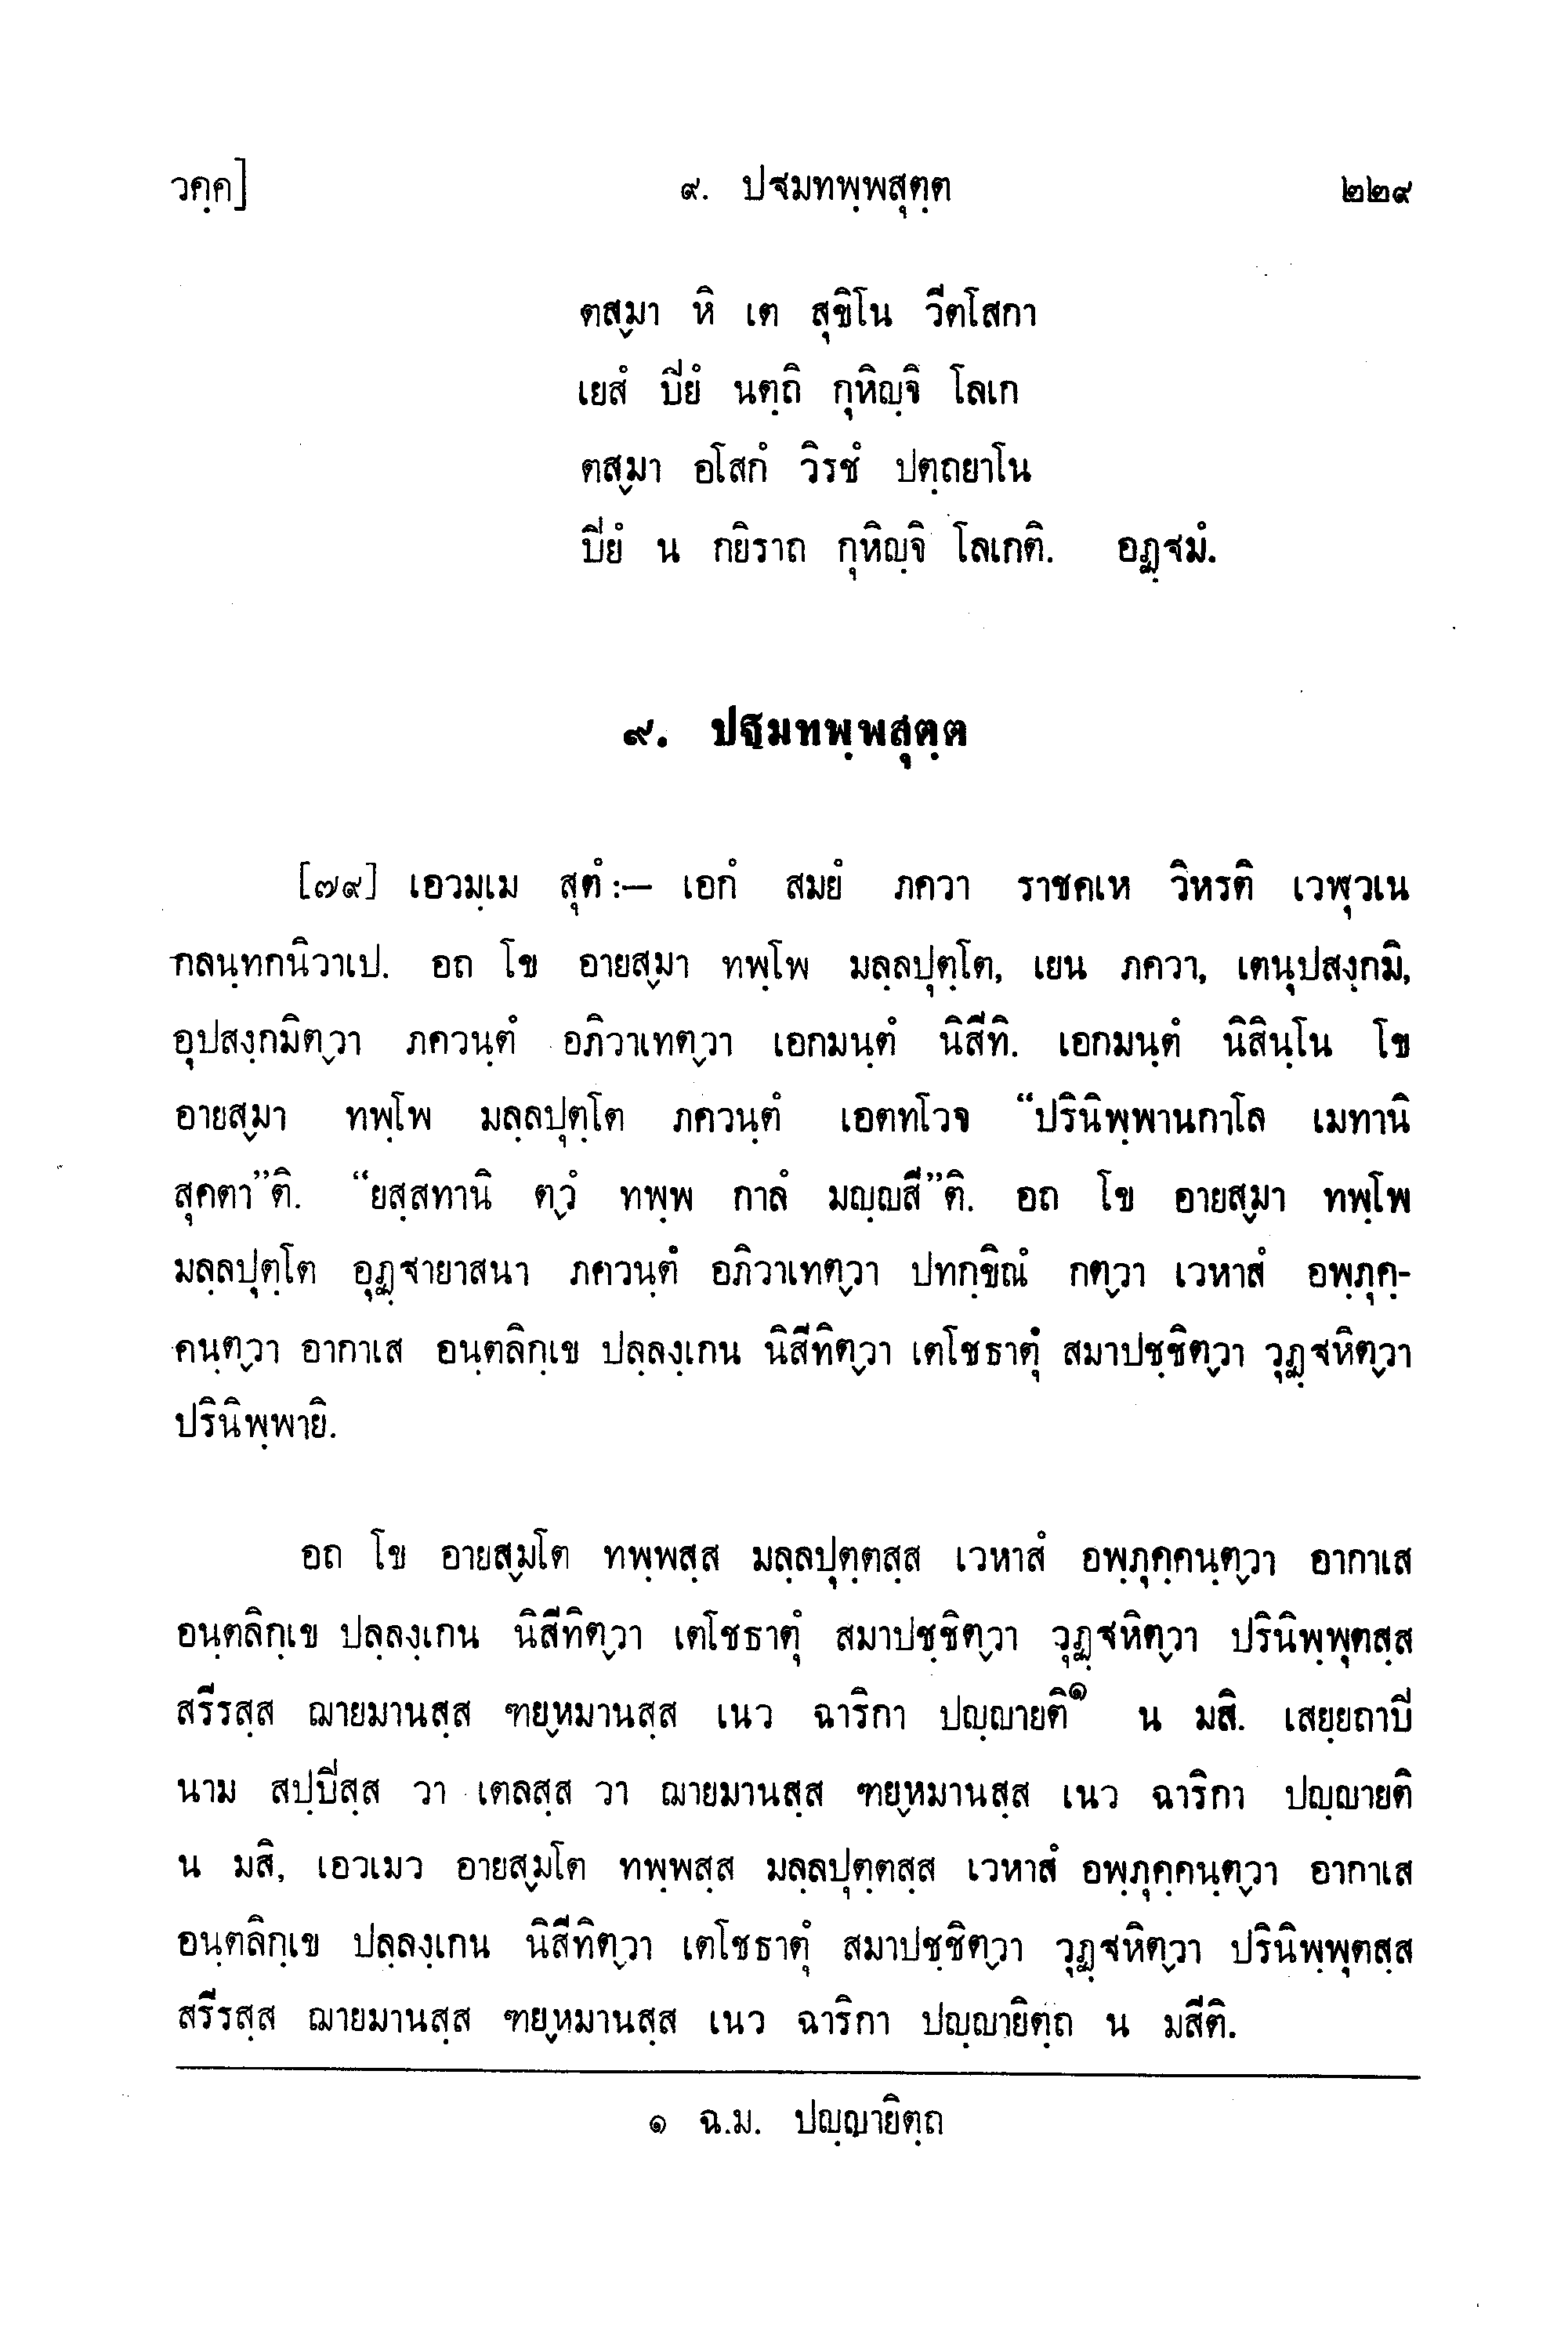 วคฺค] ๙. ปฐมทพฺพสุตฺต ๒๒๙
ตสฺมา หิ เต สุขิโน วีตโสกา
เยสํ ปิยํ นตฺถิ กุหิญฺจิ โลเก
ตสฺมา อโสกํ วิรชํ ปตฺถยาโน
ปิยํ น กยิราถ กุหิญฺจิ โลเกติ. อฏฺฐมํ.
๙. ปฐมทพฺพสุตฺต
[๗๙] เอวมฺเม สุตํ :— เอกํ สมยํ ภควา ราชคเห วิหรติ เวฬุวเน
กลนฺทกนิวาเป. อถ โข อายสฺมา ทพฺโพ มลฺลปุตฺโต, เยน ภควา, เตนุปสงฺกมิ,
อุปสงฺกมิตฺวา ภควนฺตํ อภิวาเทตฺวา เอกมนฺตํ นิสีทิ. เอกมนฺตํ นิสินฺโน โข
อายสฺมา ทพฺโพ มลฺลปุตฺโต ภควนฺตํ เอตทโวจ “ปรินิพฺพานกาโล เมทานิ
สุคตา”ติ. “ยสฺสทานิ ตฺวํ ทพฺพ กาลํ มญฺญสี”ติ. อถ โข อายสฺมา ทพฺโพ
มลฺลปุตฺโต อุฏฺฐายาสนา ภควนฺตํ อภิวาเทตฺวา ปทกฺขิณํ กตฺวา เวหาสํ อพฺภุคฺ-
คนฺตฺวา อากาเส อนฺตลิกฺเข ปลฺลงฺเกน นิสีทิตฺวา เตโชธาตุํ สมาปชฺชิตฺวา วุฏฺฐหิตฺวา
ปรินิพฺพายิ.
อถ โข อายสฺมโต ทพฺพสฺส มลฺลปุตฺตสฺส เวหาสํ อพฺภุคฺคนฺตฺวา อากาเส
อนฺตลิกฺเข ปลฺลงฺเกน นิสีทิตฺวา เตโชธาตุํ สมาปชฺชิตฺวา วุฏฺฐหิตฺวา ปรินิพฺพุตสฺส
สรีรสฺส ฌายมานสฺส ฑยฺหมานสฺส เนว ฉาริกา ปญฺญายติ๑ น มสิ. เสยฺยถาปิ
นาม สปฺปิสฺส วา เตลสฺส วา ฌายมานสฺส ฑยฺหมานสฺส เนว ฉาริกา ปญฺญายติ
น มสิ, เอวเมว อายสฺมโต ทพฺพสฺส มลฺลปุตฺตสฺส เวหาสํ อพฺภุคฺคนฺตฺวา อากาเส
อนฺตลิกฺเข ปลฺลงฺเกน นิสีทิตฺวา เตโชธาตุํ สมาปชฺชิตฺวา วุฏฺฐหิตฺวา ปรินิพฺพุตสฺส
สรีรสฺส ฌายมานสฺส ฑยฺหมานสฺส เนว ฉาริกา ปญฺญายิตฺถ น มสีติ.
๑ ฉ.ม. ปญฺญายิตฺถ